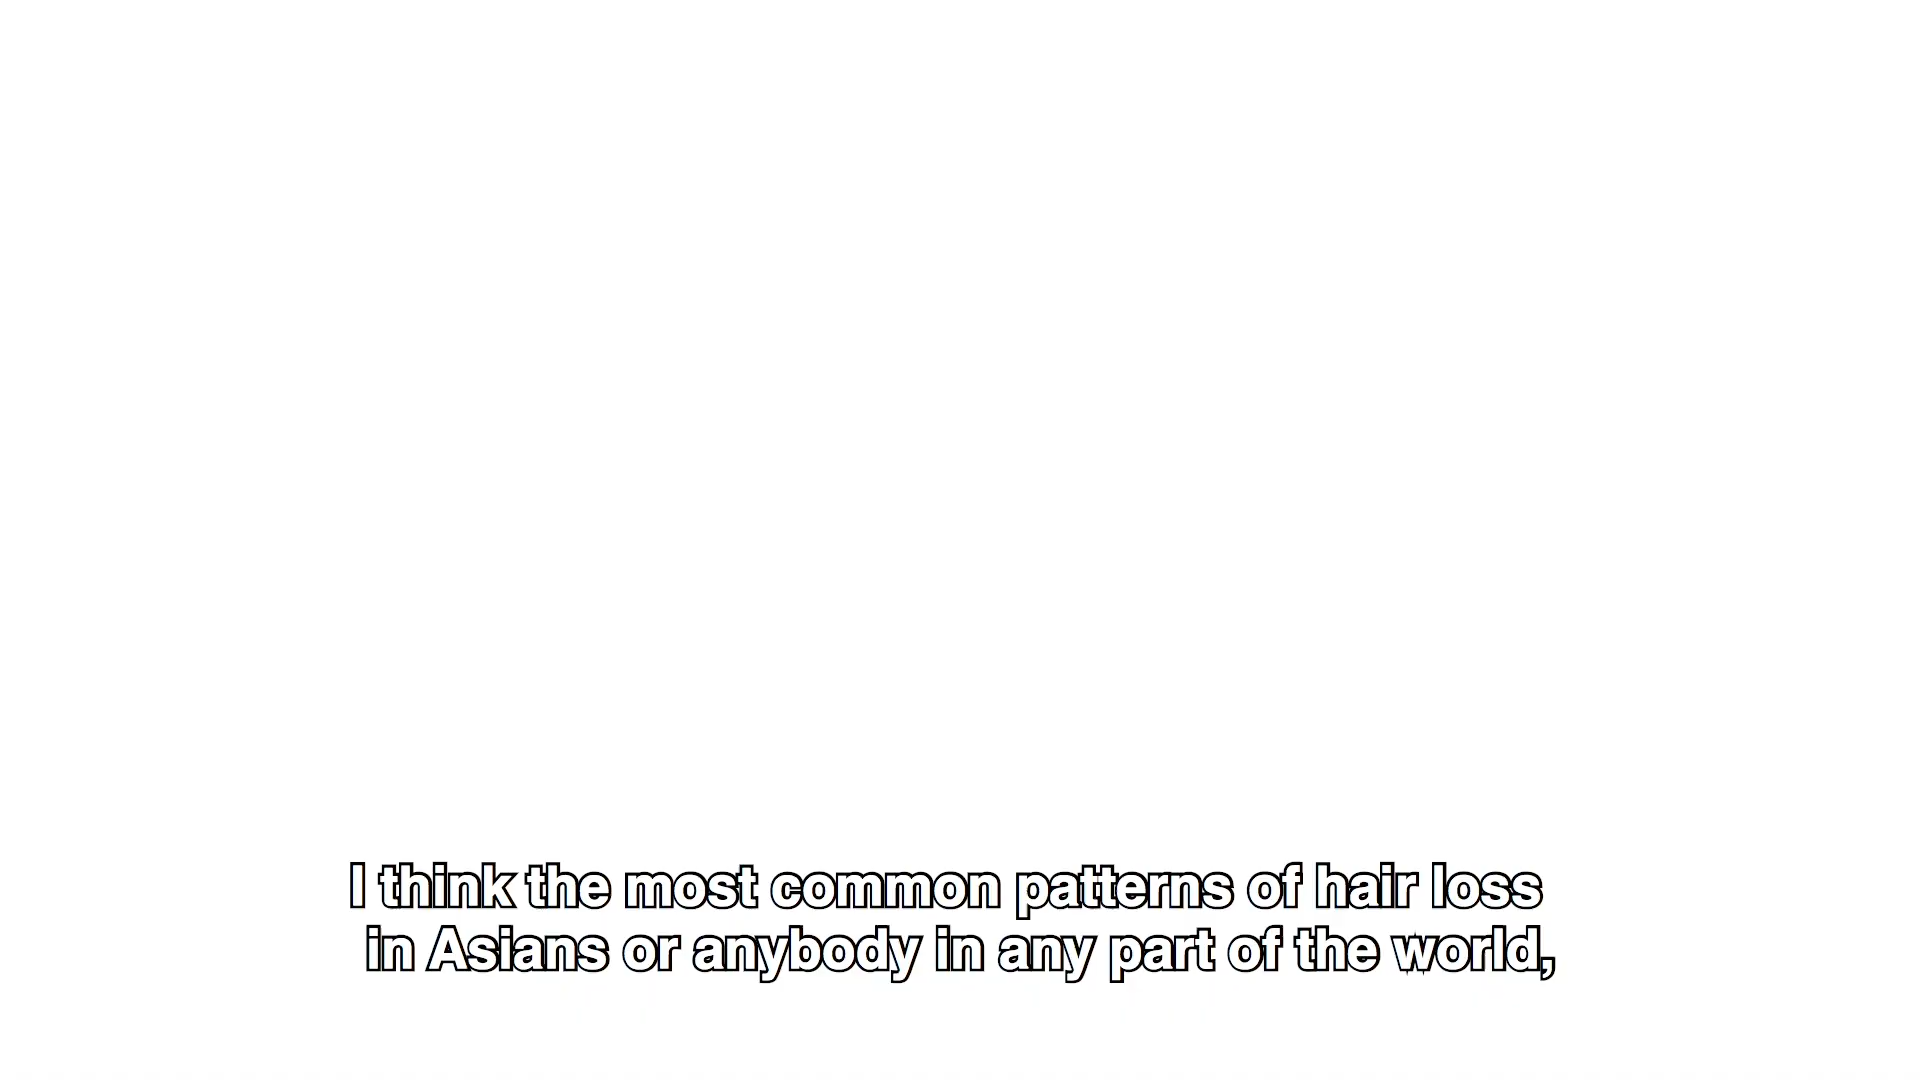 I think the most common patterns of hair loss
in Asians or anybody in any part of the world,